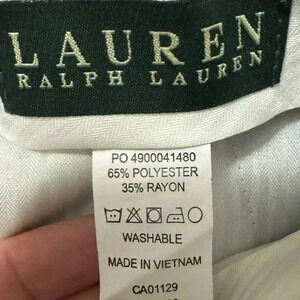 LAUREN
RALPH LAUREN
PO 4900041480
65% POLYESTER
35% RAYON
WASHABLE
MADE IN VIETNAM
CA01129